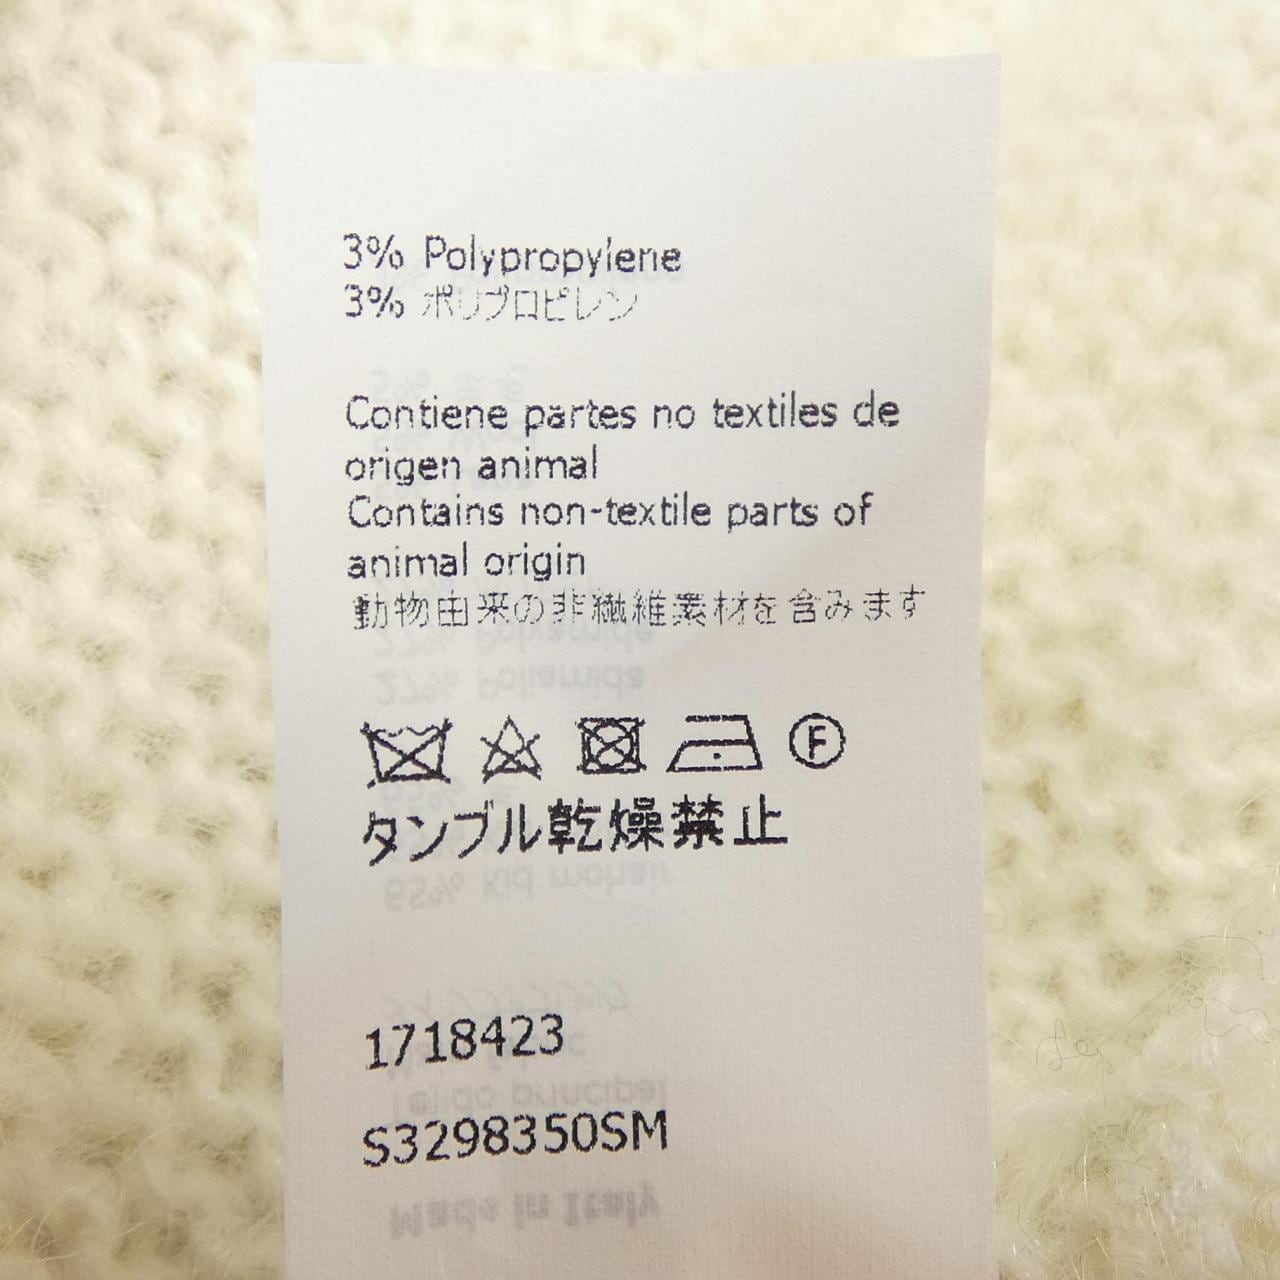 3% Polypropylene
3% ポリプロピレン
Contiene partes no textiles de
origen animal
Contains non-textile parts of
animal origin
動物由来の非繊維素材を含みます
F
タンブル乾燥禁止
1718423
S3298350SM